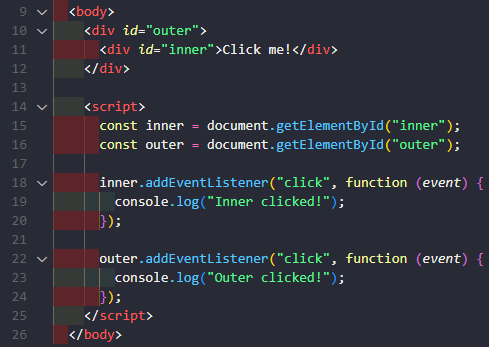 9 <body>
10 <div id="outer">
11 <div id="inner">Click me!</div>
12 </div>
13
14 <script>
15 const inner = document.getElementById("inner");
16 const outer = document.getElementById("outer");
17
18 inner.addEventListener("click", function (event) {
19 console.log("Inner clicked!");
20 });
21
22 outer.addEventListener("click", function (event) {
23 console.log("Outer clicked!");
24 });
25 </script>
26 </body>